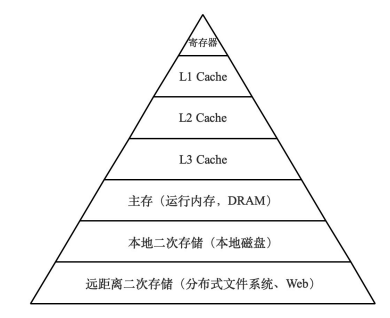 寄存器
L1 Cache
L2 Cache
L3 Cache
主存（运行内存，DRAM）
本地二次存储（本地磁盘）
远距离二次存储（分布式文件系统、Web）